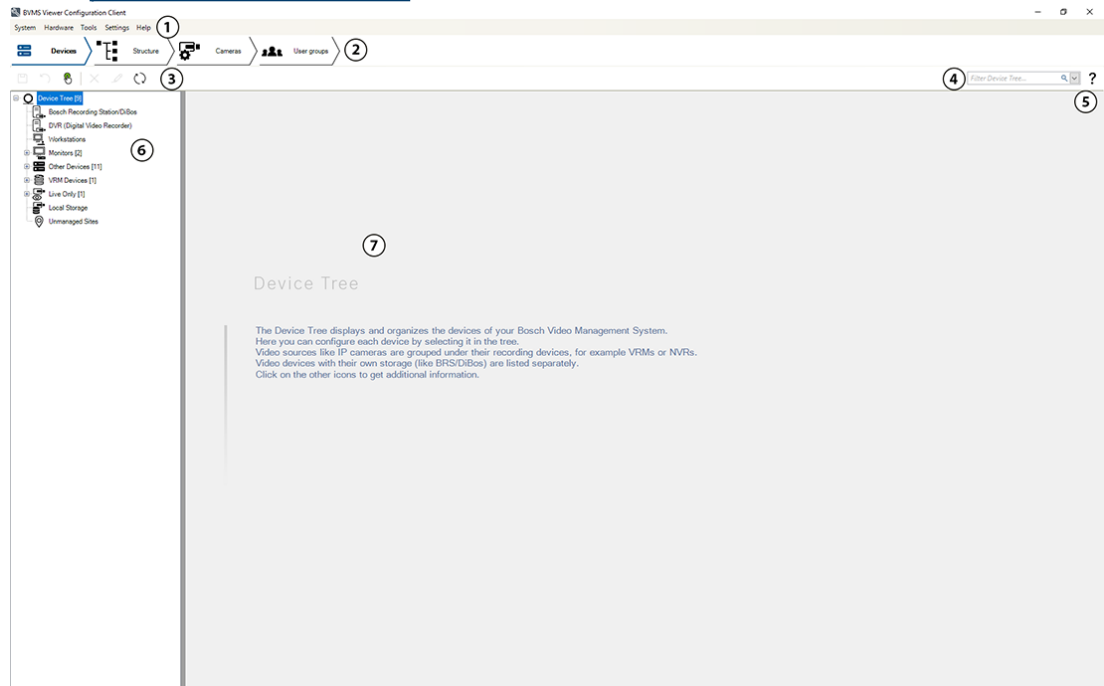 BVMS Viewer Configuration Client
System Hardware Tools Settings Help 1
Devices Structure Cameras User groups 2
3 4 Filter Device Tree... ?
5
Device Tree [9]
Bosch Recording Station/DiBos
DVR (Digital Video Recorder)
Workstations
Monitors [2]
6
Other Devices [11]
VRM Devices [1]
Live Only [1]
Local Storage
Unmanaged Sites
7
Device Tree
The Device Tree displays and organizes the devices of your Bosch Video Management System.
Here you can configure each device by selecting it in the tree.
Video sources like IP cameras are grouped under their recording devices, for example VRMs or NVRs.
Video devices with their own storage (like BRS/DiBos) are listed separately.
Click on the other icons to get additional information.